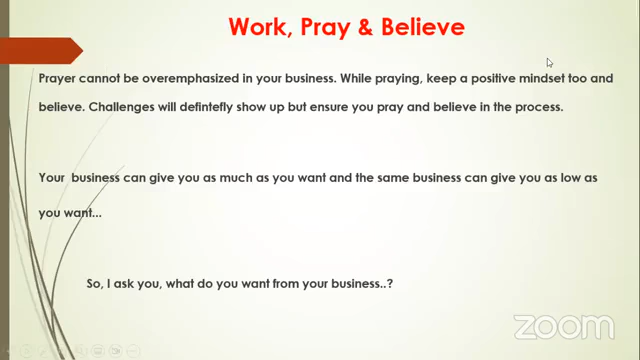 Work, Pray & Believe
Prayer cannot be overemphasized in your business. While praying, keep a positive mindset too and
believe. Challenges will defintefly show up but ensure you pray and believe in the process.
Your business can give you as much as you want and the same business can give you as low as
you want...
So, I ask you, what do you want from your business..?
zoom